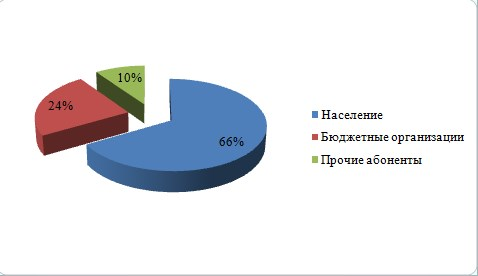 10%
24%
66%
Население
Бюджетные организации
Прочие абоненты